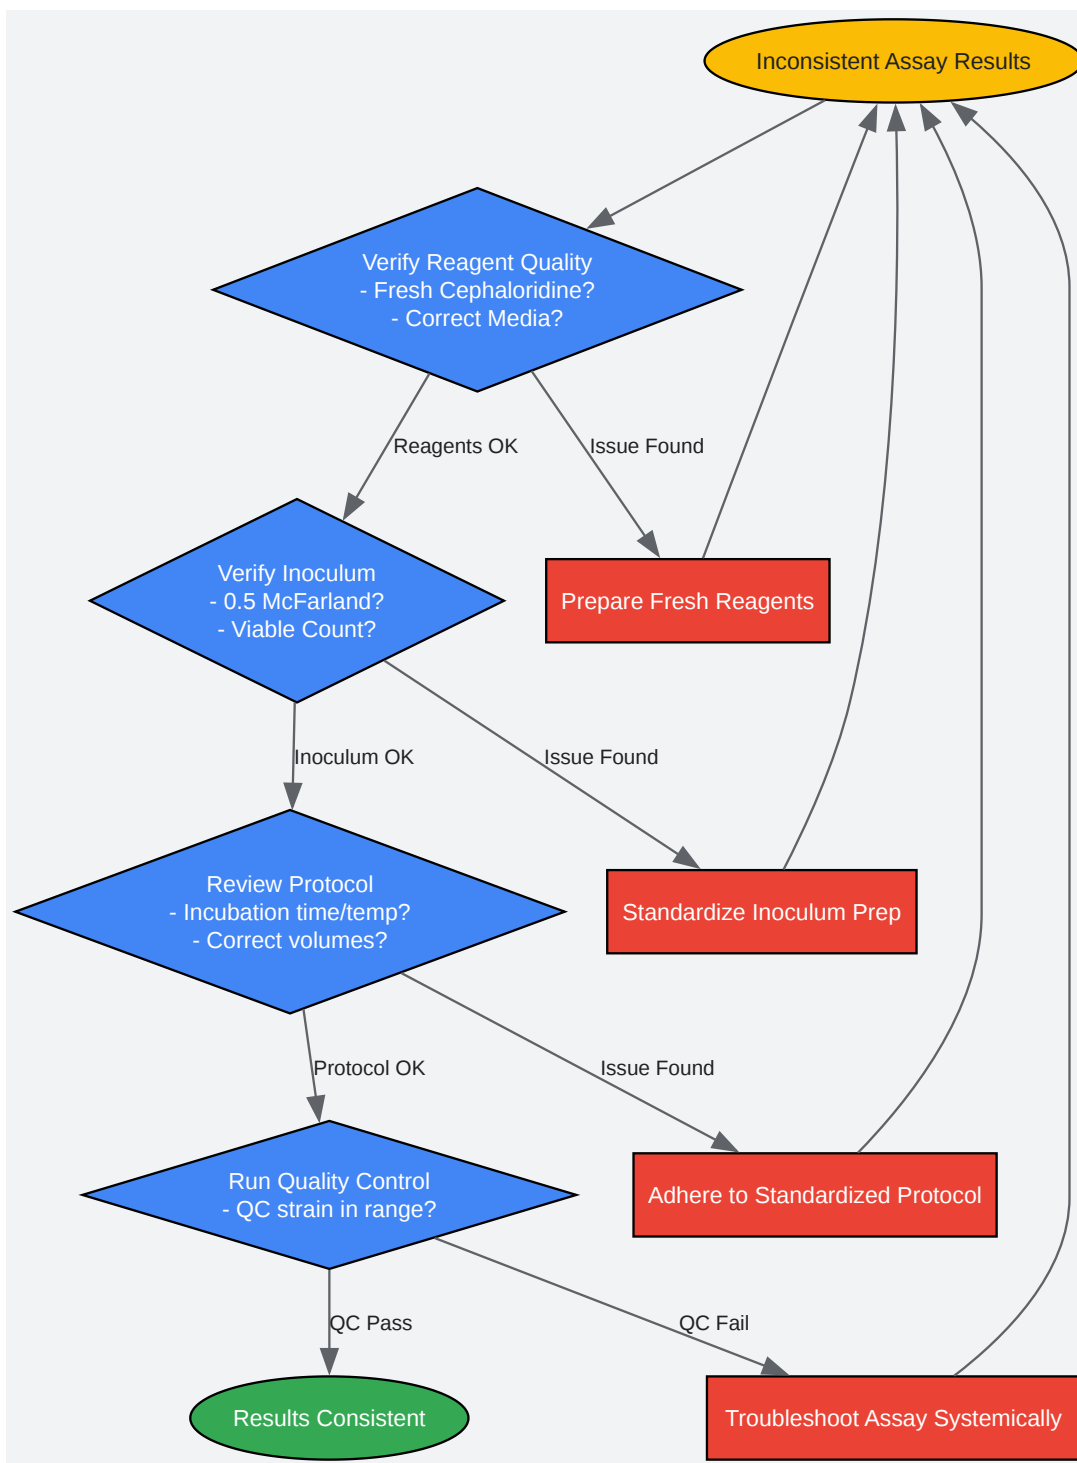 Inconsistent Assay Results
Verify Reagent Quality
- Fresh Cephaloridine?
- Correct Media?
Reagents OK
Issue Found
Verify Inoculum
- 0.5 McFarland?
- Viable Count?
Prepare Fresh Reagents
Inoculum OK
Issue Found
Review Protocol
- Incubation time/temp?
- Correct volumes?
Standardize Inoculum Prep
Protocol OK
Issue Found
Run Quality Control
- QC strain in range?
Adhere to Standardized Protocol
QC Pass
QC Fail
Results Consistent
Troubleshoot Assay Systemically